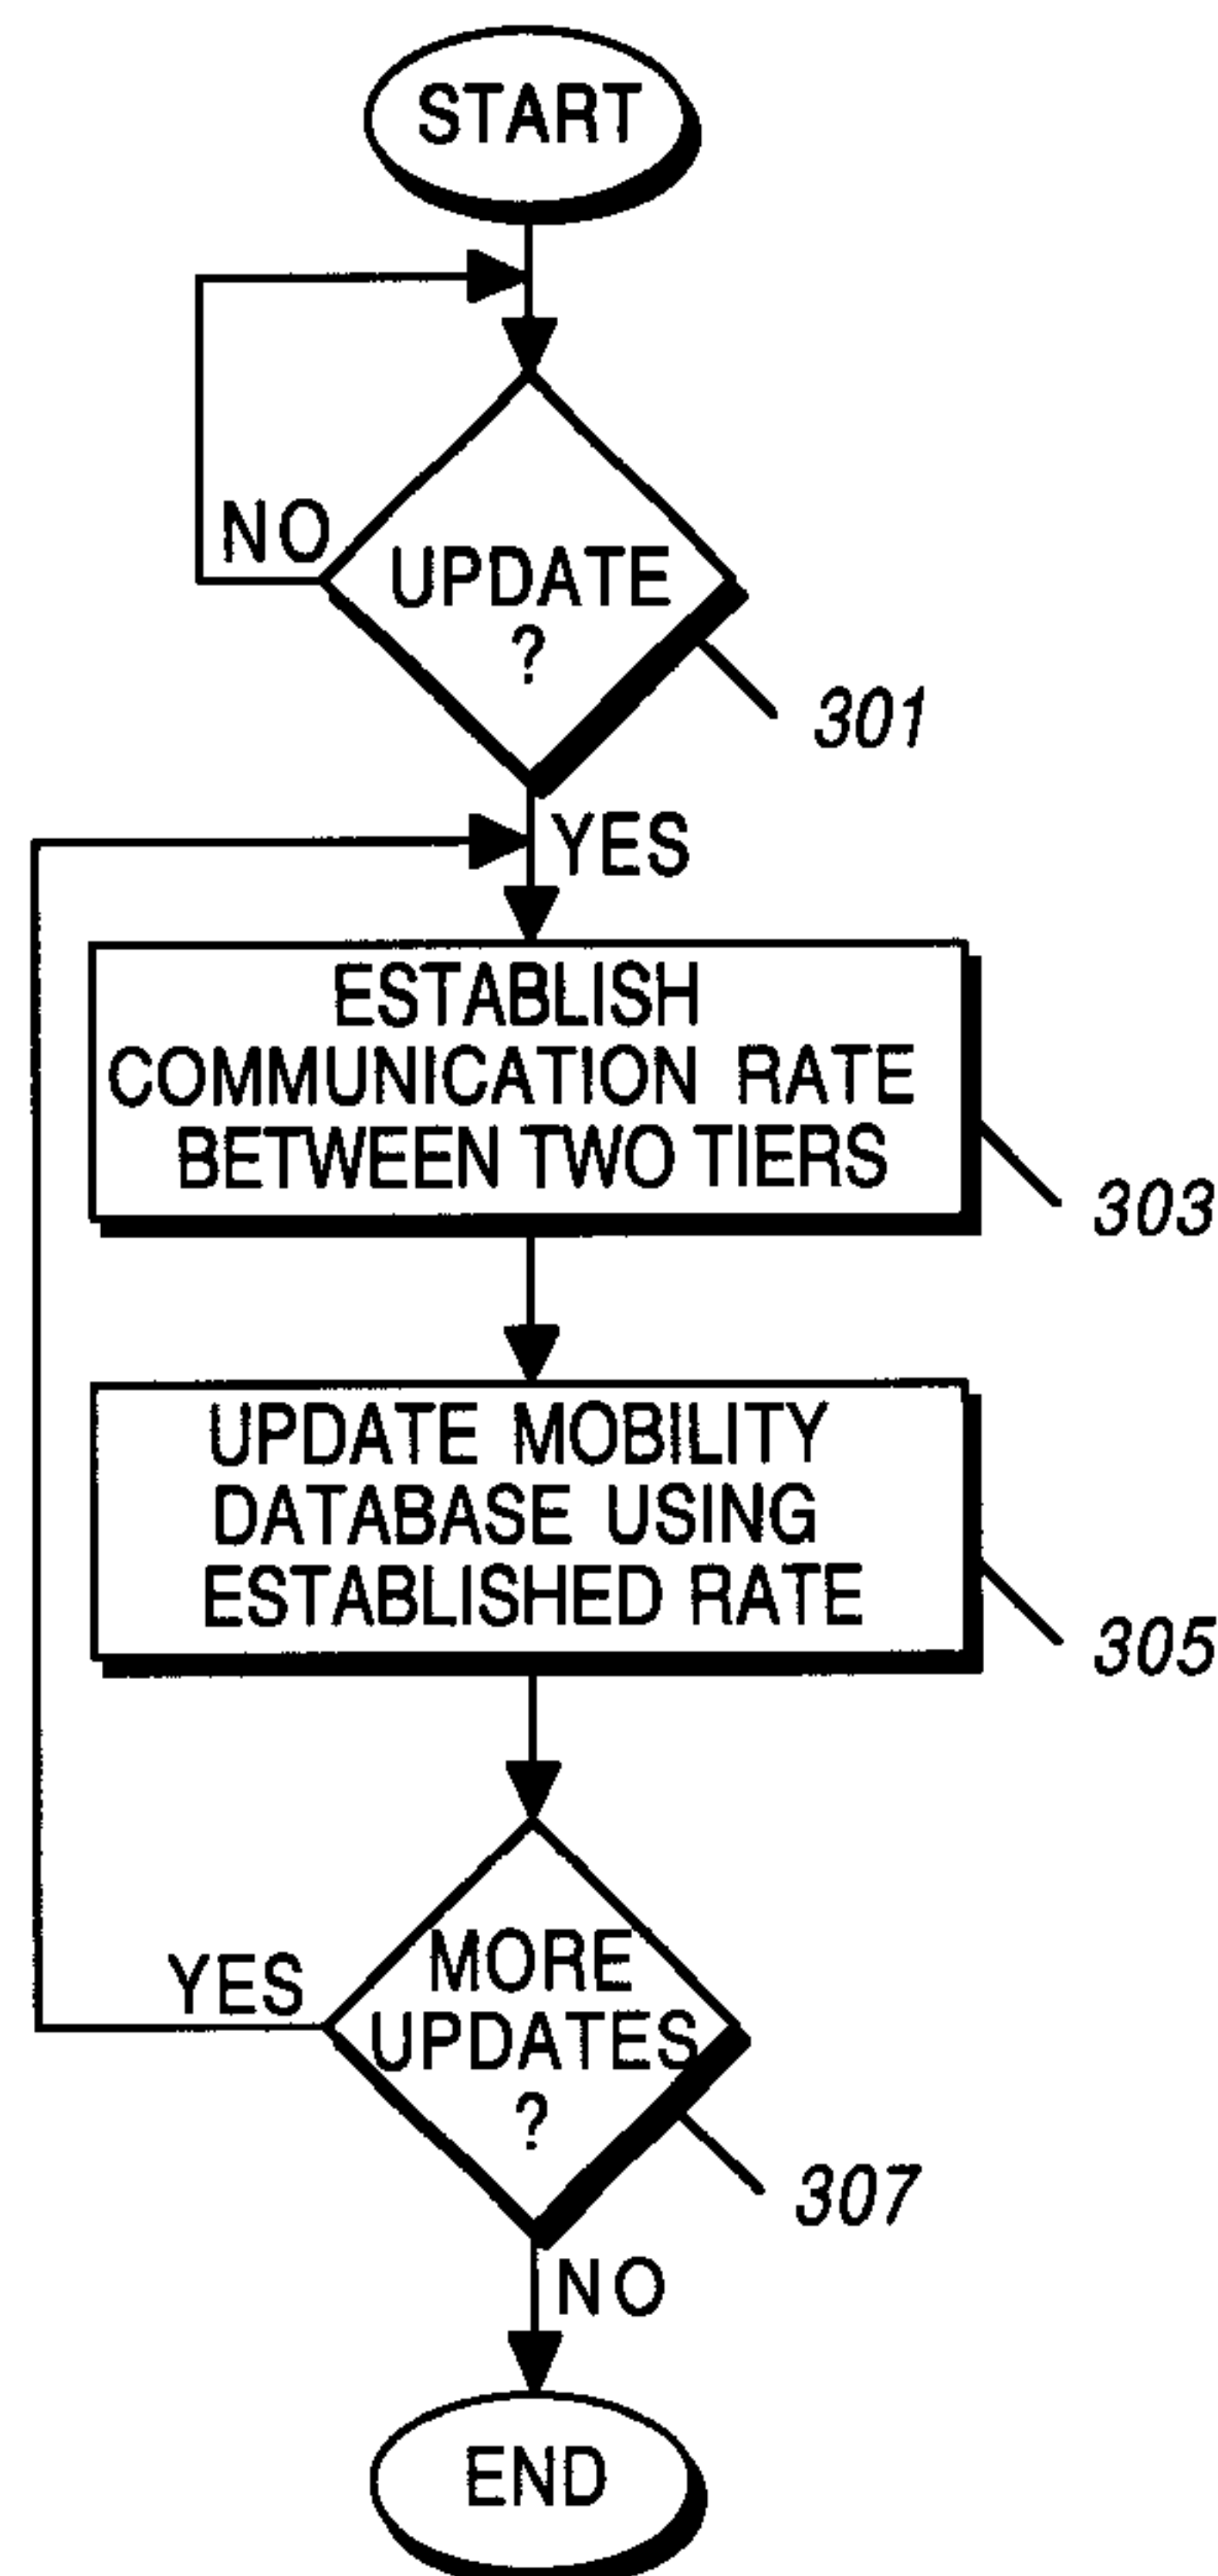 START
NO
UPDATE
?
301
YES
ESTABLISH
COMMUNICATION RATE
BETWEEN TWO TIERS
303
UPDATE MOBILITY
DATABASE USING
ESTABLISHED RATE
305
YES
MORE
UPDATES
?
307
NO
END